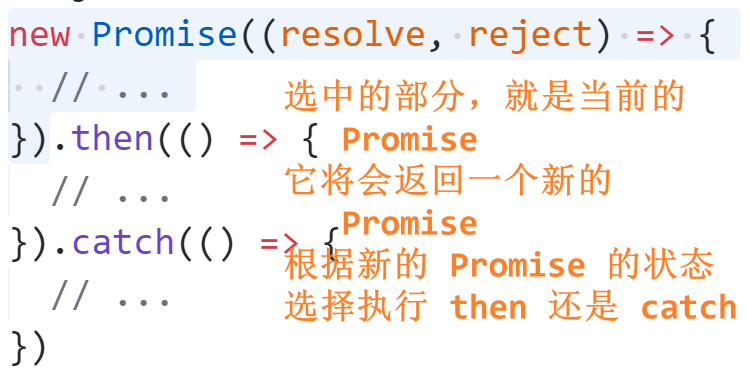 new Promise((resolve, reject) => {
  // ...
选中的部分，就是当前的
}).then(() => {
Promise
它将会返回一个新的
  // ...
Promise
}).catch(() => {
根据新的 Promise 的状态
  // ...
选择执行 then 还是 catch
})